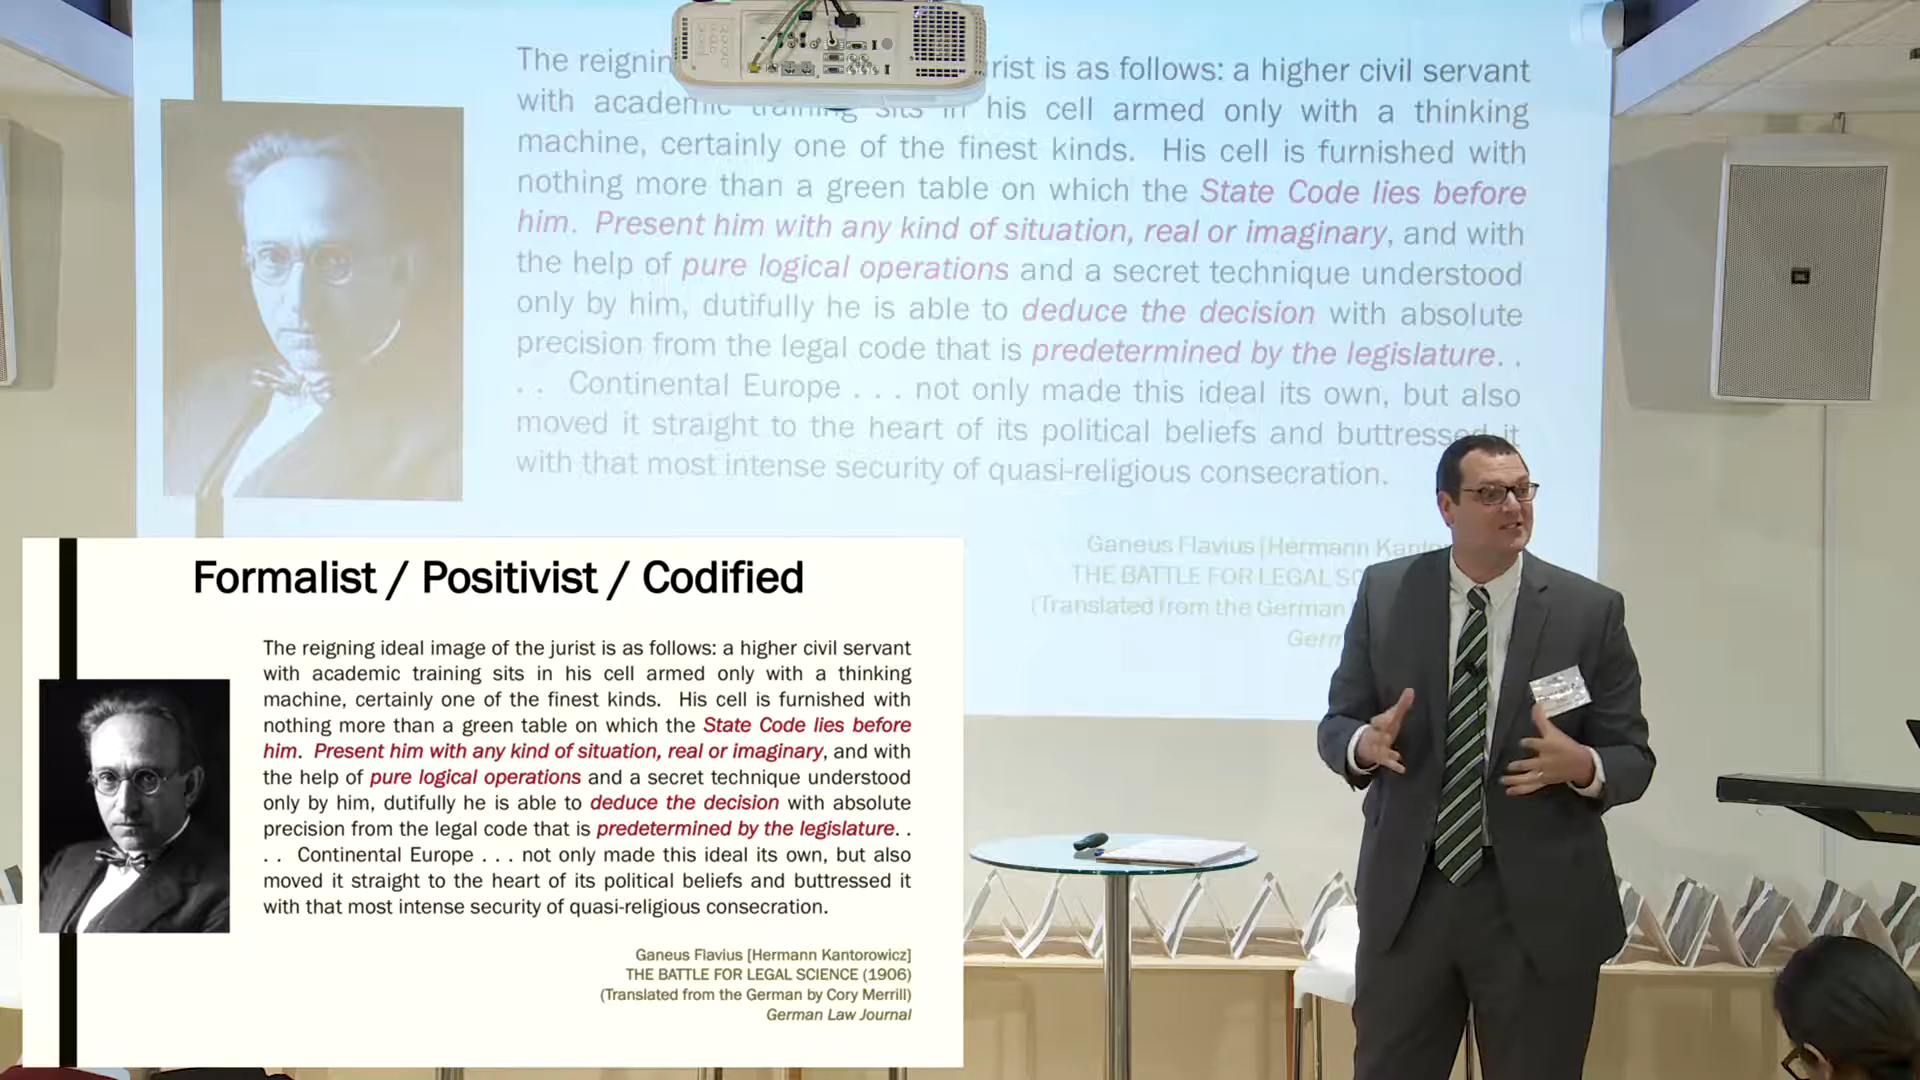 The reignin rist is as follows: a higher civil servant
with academic training sits in his cell armed only with a thinking
machine, certainly one of the finest kinds. His cell is furnished with
nothing more than a green table on which the State Code lies before
him. Present him with any kind of situation, real or imaginary, and with
the help of pure logical operations and a secret technique understood
only by him, dutifully he is able to deduce the decision with absolute
precision from the legal code that is predetermined by the legislature. .
. . Continental Europe . . . not only made this ideal its own, but also
moved it straight to the heart of its political beliefs and buttressed it
with that most intense security of quasi-religious consecration.
Ganeus Flavius [Hermann Kanto
THE BATTLE FOR LEGAL SC
(Translated from the German
Germ
Formalist / Positivist / Codified
The reigning ideal image of the jurist is as follows: a higher civil servant
with academic training sits in his cell armed only with a thinking
machine, certainly one of the finest kinds. His cell is furnished with
nothing more than a green table on which the State Code lies before
him. Present him with any kind of situation, real or imaginary, and with
the help of pure logical operations and a secret technique understood
only by him, dutifully he is able to deduce the decision with absolute
precision from the legal code that is predetermined by the legislature. .
. . Continental Europe . . . not only made this ideal its own, but also
moved it straight to the heart of its political beliefs and buttressed it
with that most intense security of quasi-religious consecration.
Ganeus Flavius [Hermann Kantorowicz]
THE BATTLE FOR LEGAL SCIENCE (1906)
(Translated from the German by Cory Merrill)
German Law Journal